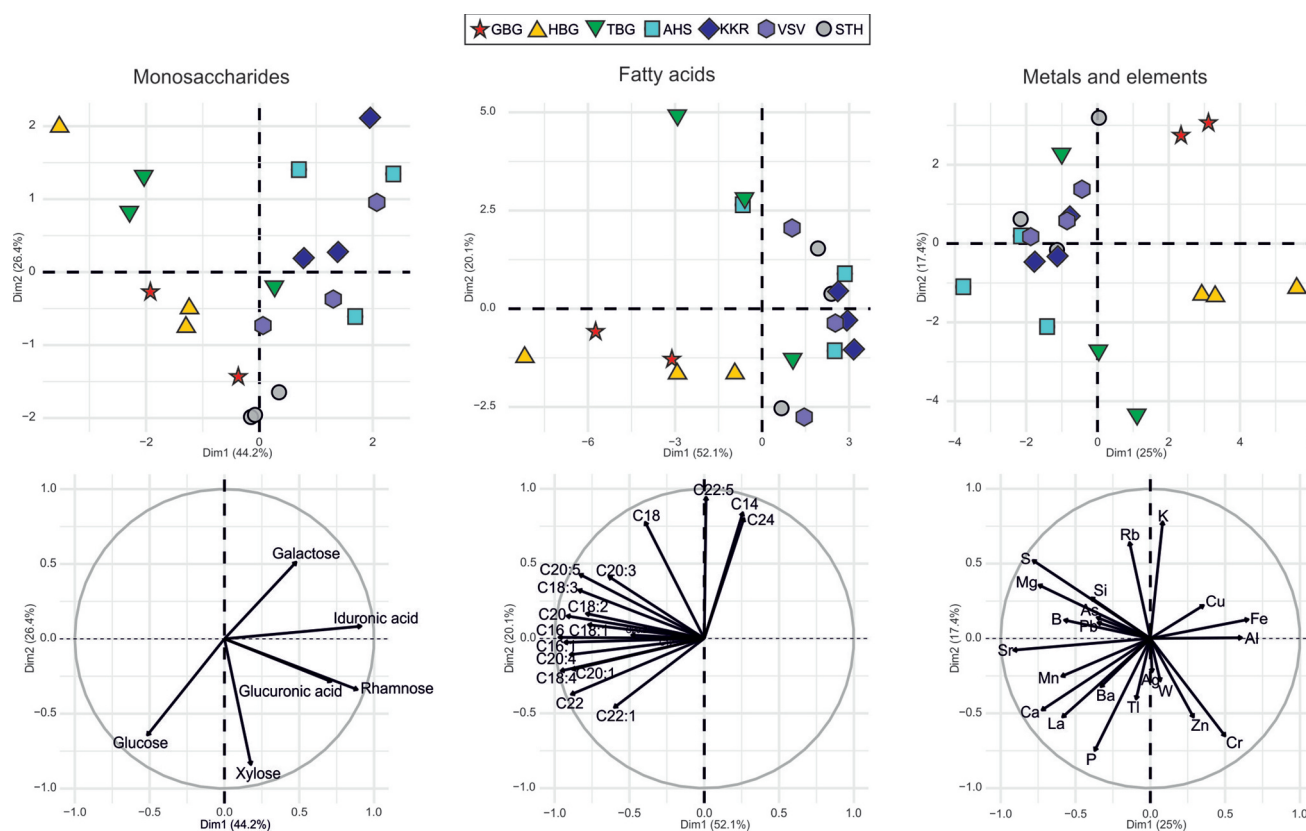 GBG HBG TBG AHS KKR VSV STH
Monosaccharides
Fatty acids
Metals and elements
2
1
0
−1
−2
Dim2 (26.4%)
−2 0 2
Dim1 (44.2%)
5.0
2.5
0.0
−2.5
Dim2 (20.1%)
−6 −3 0 3
Dim1 (52.1%)
2
0
−2
−4
Dim2 (17.4%)
−4 −2 0 2 4
Dim1 (25%)
1.0
0.5
0.0
−0.5
−1.0
Dim2 (26.4%)
Galactose
Iduronic acid
Glucuronic acid
Rhamnose
Glucose
Xylose
−1.0 −0.5 0.0 0.5 1.0
Dim1 (44.2%)
1.0
0.5
0.0
−0.5
−1.0
Dim2 (20.1%)
C22:5
C14
C18
C24
C20:5
C20:3
C18:3
C18:2
C20
C16
C18:1
C16:1
C20:4
C18:4
C20:1
C22
C22:1
−1.0 −0.5 0.0 0.5 1.0
Dim1 (52.1%)
1.0
0.5
0.0
−0.5
−1.0
Dim2 (17.4%)
K
Rb
S
Mg
Si
Cu
As
B
Pb
Fe
Al
Sr
Mn
Ba
Ag
W
Tl
Ca
La
Zn
Cr
P
−1.0 −0.5 0.0 0.5 1.0
Dim1 (25%)